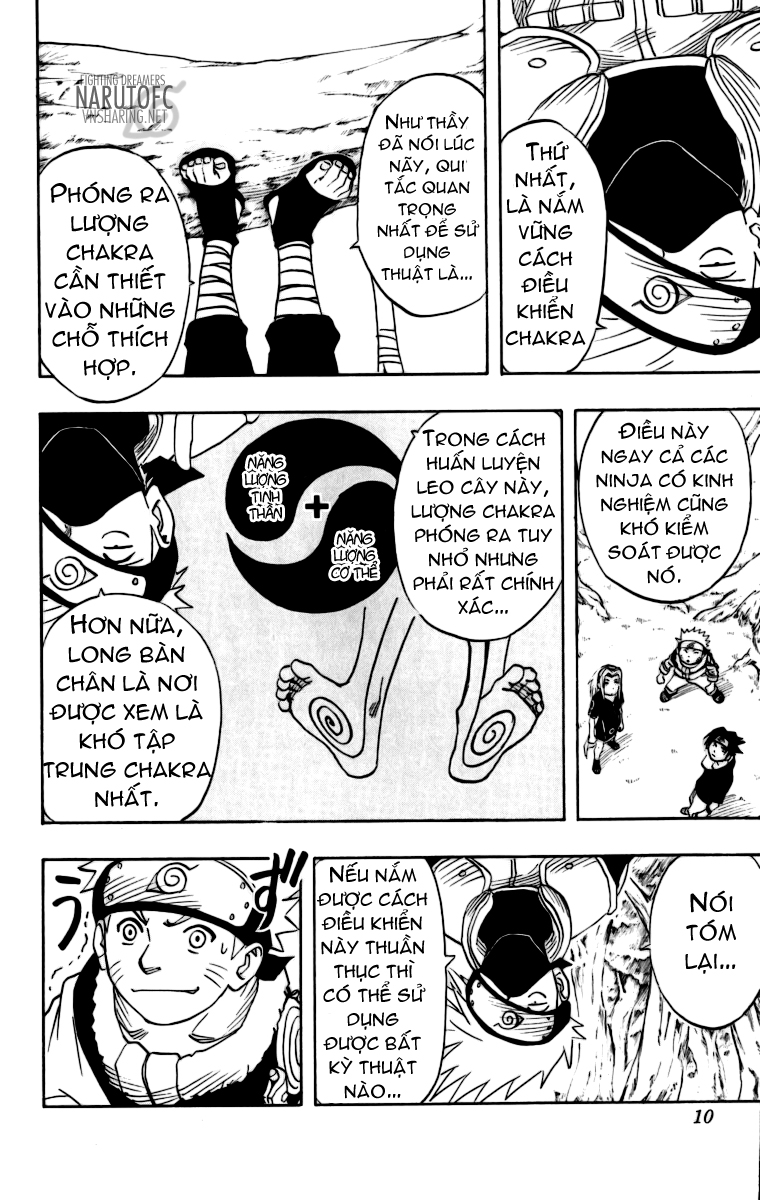 FIGHTING DREAMERS
NARUTOFC
VNSHARING.NET
THỨ
NHẤT,
LÀ NẮM
VỮNG
CÁCH
ĐIỀU
KHIỂN
CHAKRA
NHƯ THẦY
ĐÃ NÓI LÚC
NÃY, QUI
TẮC QUAN
TRỌNG
NHẤT ĐỂ SỬ
DỤNG
THUẬT LÀ...
PHÓNG RA
LƯỢNG
CHAKRA
CẦN THIẾT
VÀO NHỮNG
CHỖ THÍCH
HỢP.
ĐIỀU NÀY
NGAY CẢ CÁC
NINJA CÓ KINH
NGHIỆM CŨNG
KHÓ KIỂM
SOÁT ĐƯỢC
NÓ.
TRONG CÁCH
HUẤN LUYỆN
LEO CÂY NÀY,
LƯỢNG CHAKRA
PHÓNG RA TUY
NHỎ NHƯNG
PHẢI RẤT CHÍNH
XÁC...
NĂNG
LƯỢNG
TINH
THẦN
+
NĂNG
LƯỢNG
CƠ THỂ
HƠN NỮA,
LONG BÀN
CHÂN LÀ NƠI
ĐƯỢC XEM LÀ
KHÓ TẬP
TRUNG CHAKRA
NHẤT.
NÓI
TÓM
LẠI...
NẾU NẮM
ĐƯỢC CÁCH
ĐIỀU KHIỂN
NÀY THUẦN
THỤC THÌ
CÓ THỂ SỬ
DỤNG
ĐƯỢC BẤT
KỲ THUẬT
NÀO...
うず
10